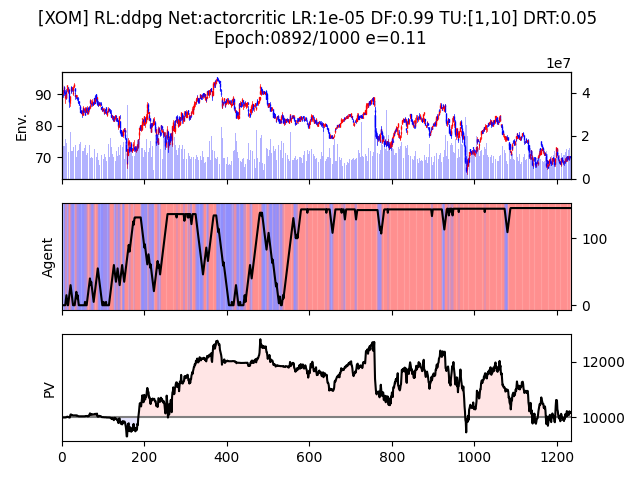 [XOM] RL:ddpg Net:actorcritic LR:1e-05 DF:0.99 TU:[1,10] DRT:0.05
Epoch:0892/1000 e=0.11
1e7
Env.
90
80
70
4
2
0
Agent
100
0
PV
12000
10000
0 200 400 600 800 1000 1200